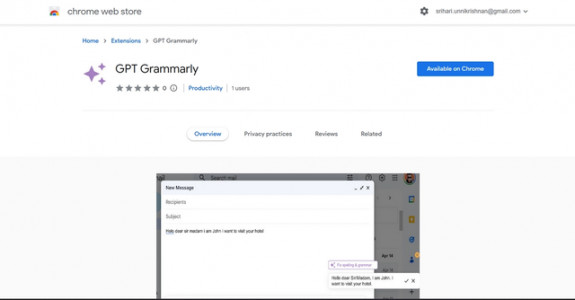 chrome web store
srihari.unnikrishnan@gmail.com
Home > Extensions > GPT Grammarly
GPT Grammarly
0
Productivity
1 users
Available on Chrome
Overview
Privacy practices
Reviews
Related
Search mail
New Message
Recipients
Subject
Hello dear sir madam I am John I want to visit your hotel
Fix spelling & grammar
Hello dear Sir/Madam, I am John. I
want to visit your hotel.